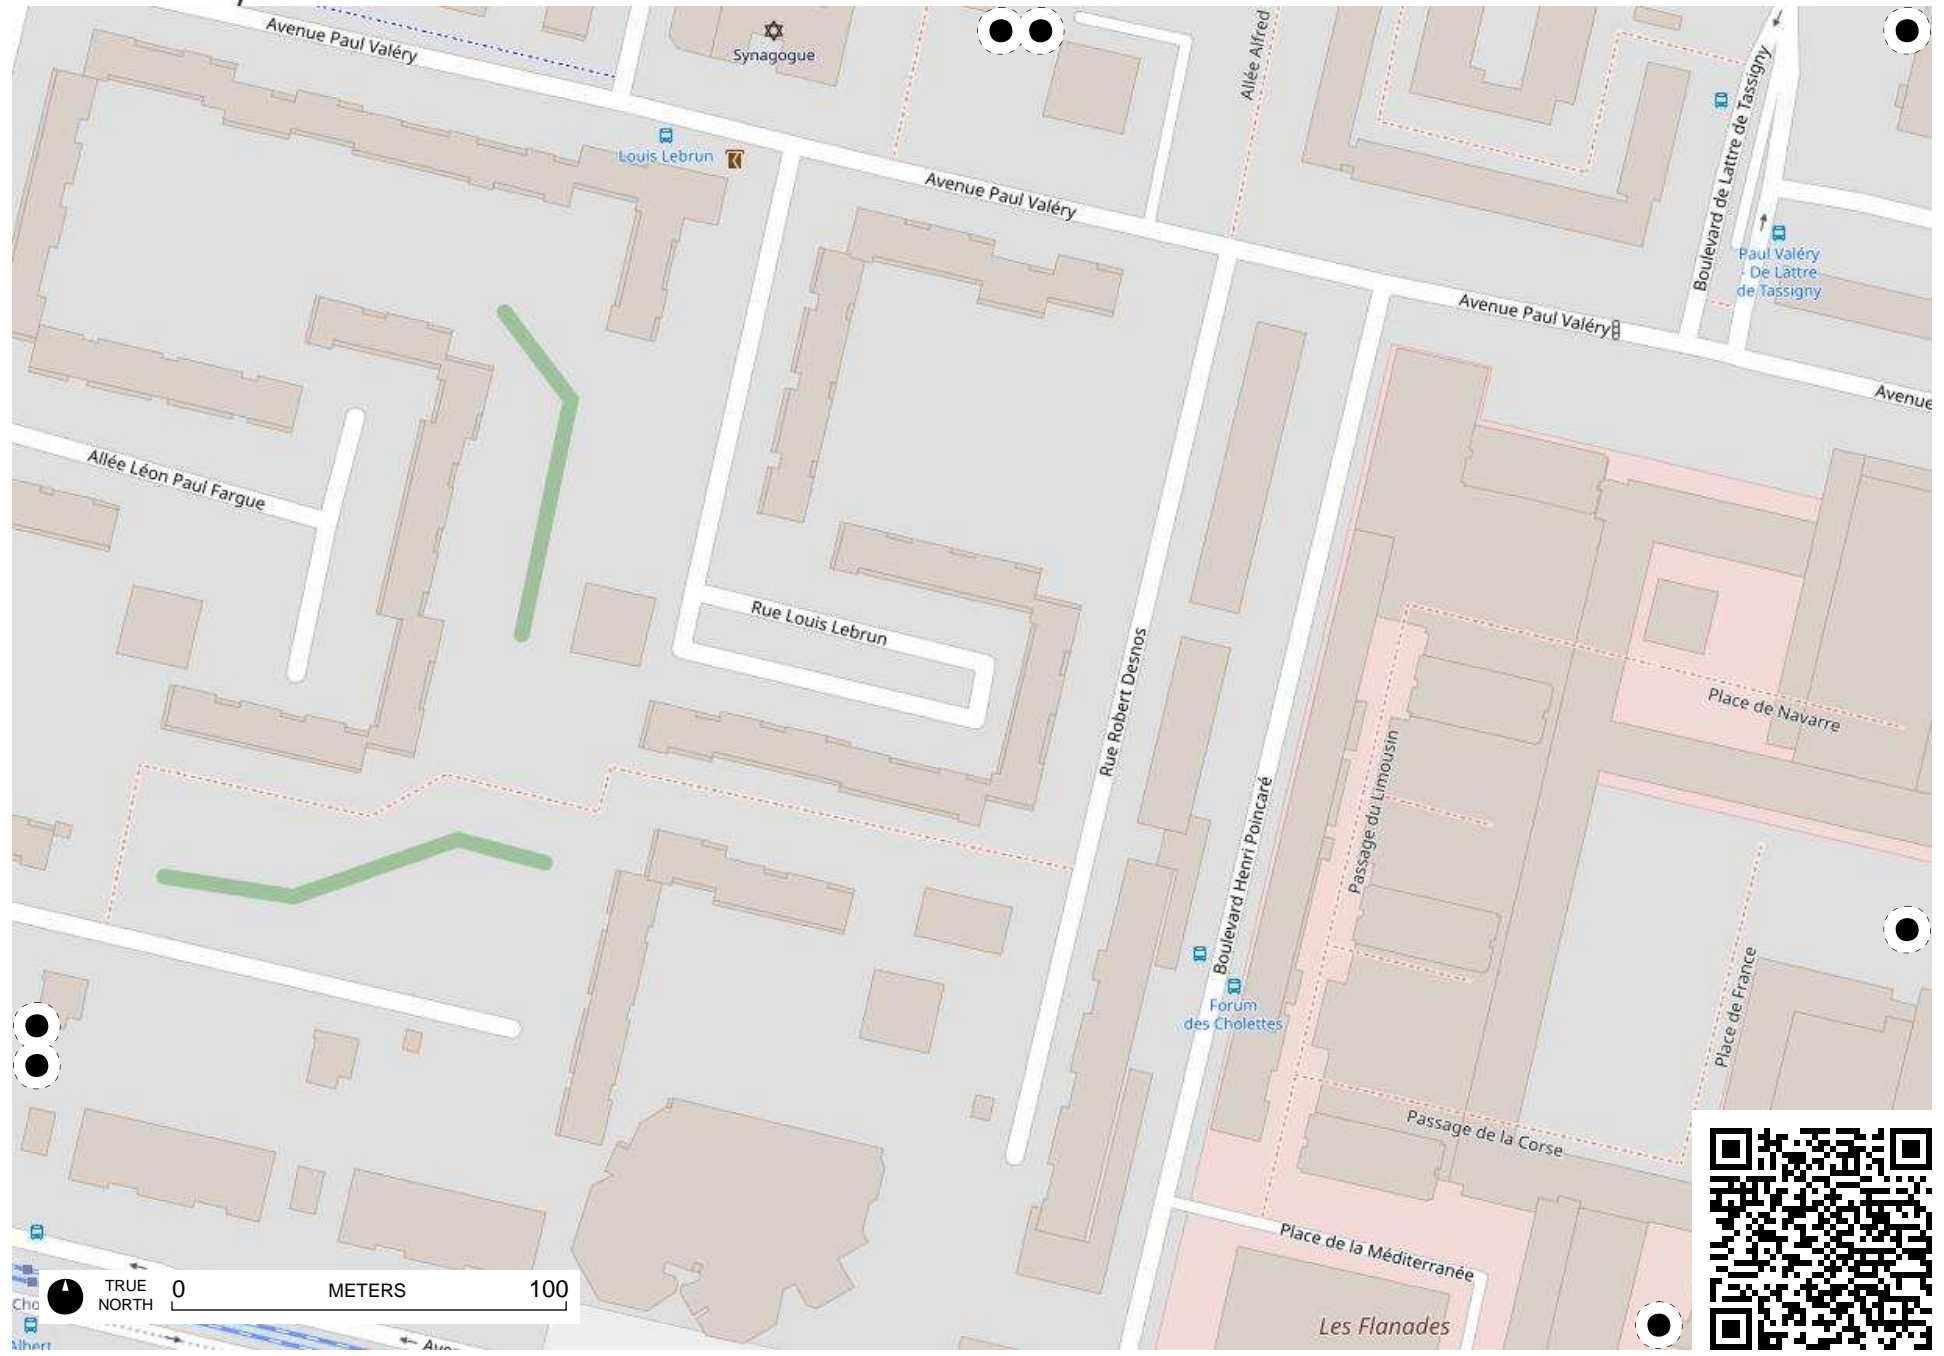 Avenue Paul Valéry
Synagogue
Allée Alfred
Boulevard de Lattre de Tassigny
Louis Lebrun
Avenue Paul Valéry
Paul Valéry
- De Lattre
de Tassigny
Avenue Paul Valéry
Avenue
Allée Léon Paul Fargue
Rue Louis Lebrun
Rue Robert Desnos
Place de Navarre
Passage du Limousin
Boulevard Henri Poincaré
Place de France
Forum
des Cholettes
Passage de la Corse
Place de la Méditerranée
Les Flanades
TRUE
NORTH
0 METERS 100
Cho
Albert
Aven